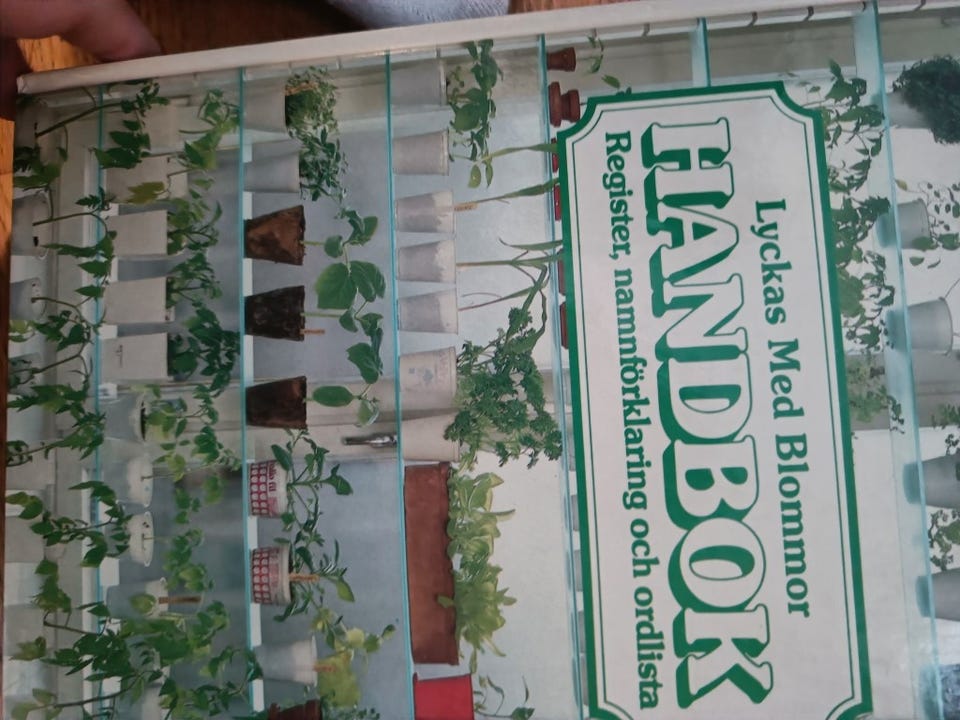 Lyckas Med Blommor
HANDBOK
Register, namnförklaring och ordlista